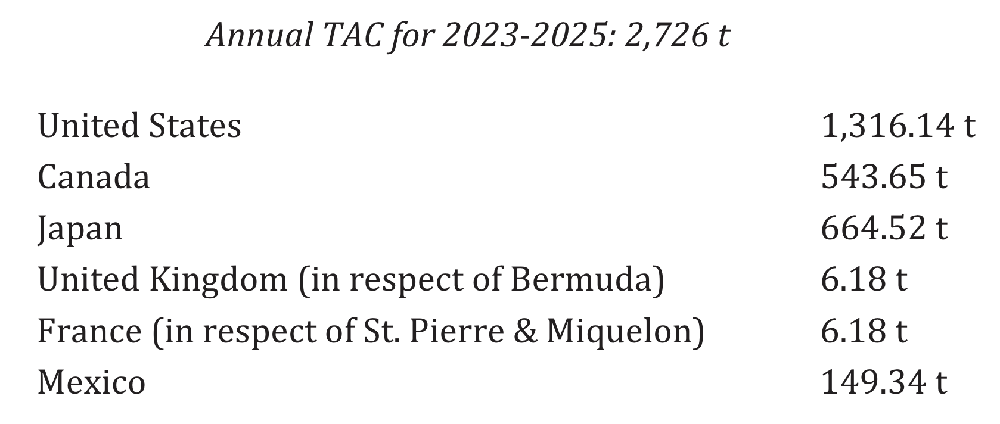 Annual TAC for 2023-2025: 2,726 t
United States 1,316.14 t
Canada 543.65 t
Japan 664.52 t
United Kingdom (in respect of Bermuda) 6.18 t
France (in respect of St. Pierre & Miquelon) 6.18 t
Mexico 149.34 t